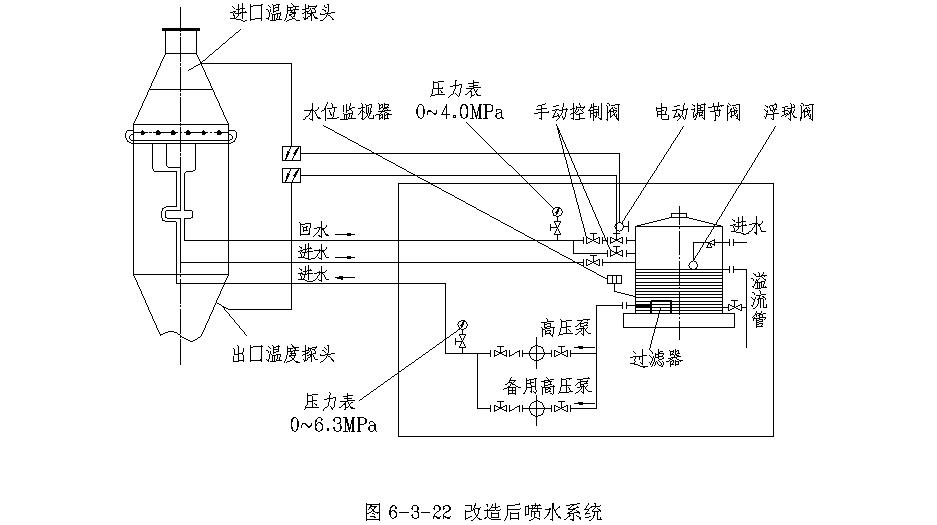 进口温度探头
压力表
0~4.0MPa
水位监视器
手动控制阀
电动调节阀
浮球阀
回水
进水
进水
进水
溢流管
出口温度探头
高压泵
过滤器
备用高压泵
压力表
0~6.3MPa
图 6-3-22 改造后喷水系统